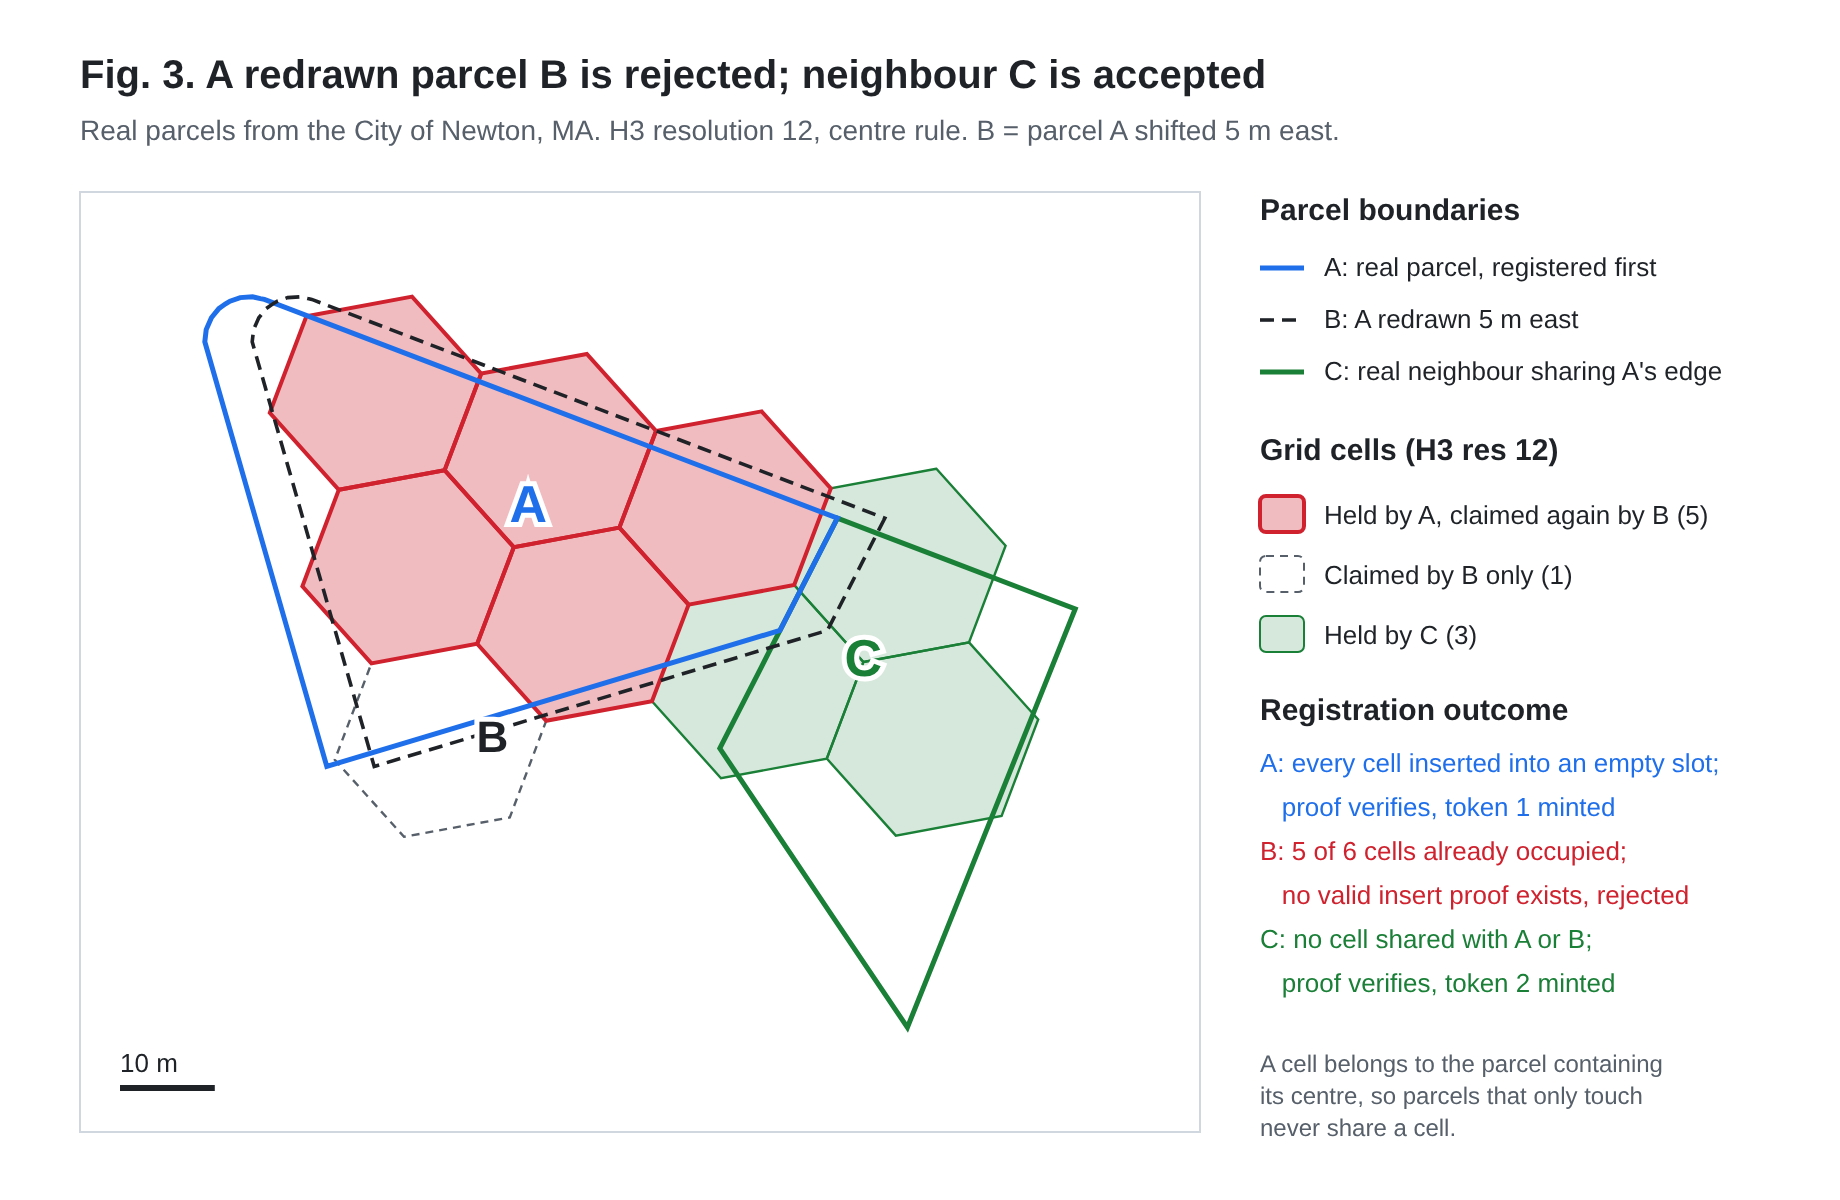 Fig. 3. A redrawn parcel B is rejected; neighbour C is accepted
Real parcels from the City of Newton, MA. H3 resolution 12, centre rule. B = parcel A shifted 5 m east.
A
B
C
10 m
Parcel boundaries
A: real parcel, registered first
B: A redrawn 5 m east
C: real neighbour sharing A's edge
Grid cells (H3 res 12)
Held by A, claimed again by B (5)
Claimed by B only (1)
Held by C (3)
Registration outcome
A: every cell inserted into an empty slot;
proof verifies, token 1 minted
B: 5 of 6 cells already occupied;
no valid insert proof exists, rejected
C: no cell shared with A or B;
proof verifies, token 2 minted
A cell belongs to the parcel containing
its centre, so parcels that only touch
never share a cell.